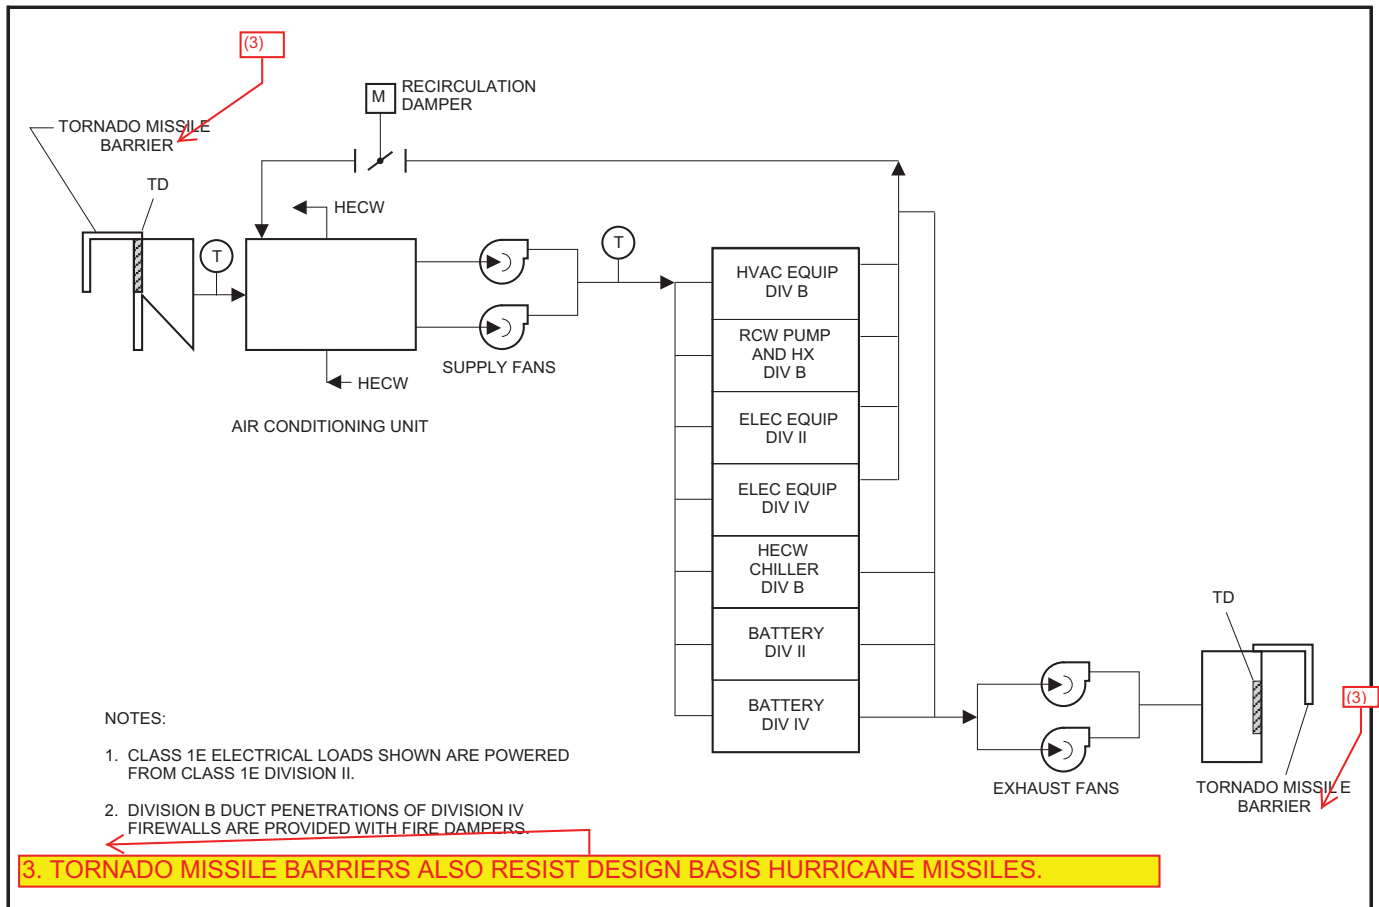 (3)
RECIRCULATION
DAMPER
M
TORNADO MISSILE
BARRIER
TD
HECW
T
T
HECW
SUPPLY FANS
AIR CONDITIONING UNIT
HVAC EQUIP
DIV B
RCW PUMP
AND HX
DIV B
ELEC EQUIP
DIV II
ELEC EQUIP
DIV IV
HECW
CHILLER
DIV B
BATTERY
DIV II
BATTERY
DIV IV
TD
(3)
EXHAUST FANS
TORNADO MISSILE
BARRIER
NOTES:
1. CLASS 1E ELECTRICAL LOADS SHOWN ARE POWERED
FROM CLASS 1E DIVISION II.
2. DIVISION B DUCT PENETRATIONS OF DIVISION IV
FIREWALLS ARE PROVIDED WITH FIRE DAMPERS.
3. TORNADO MISSILE BARRIERS ALSO RESIST DESIGN BASIS HURRICANE MISSILES.